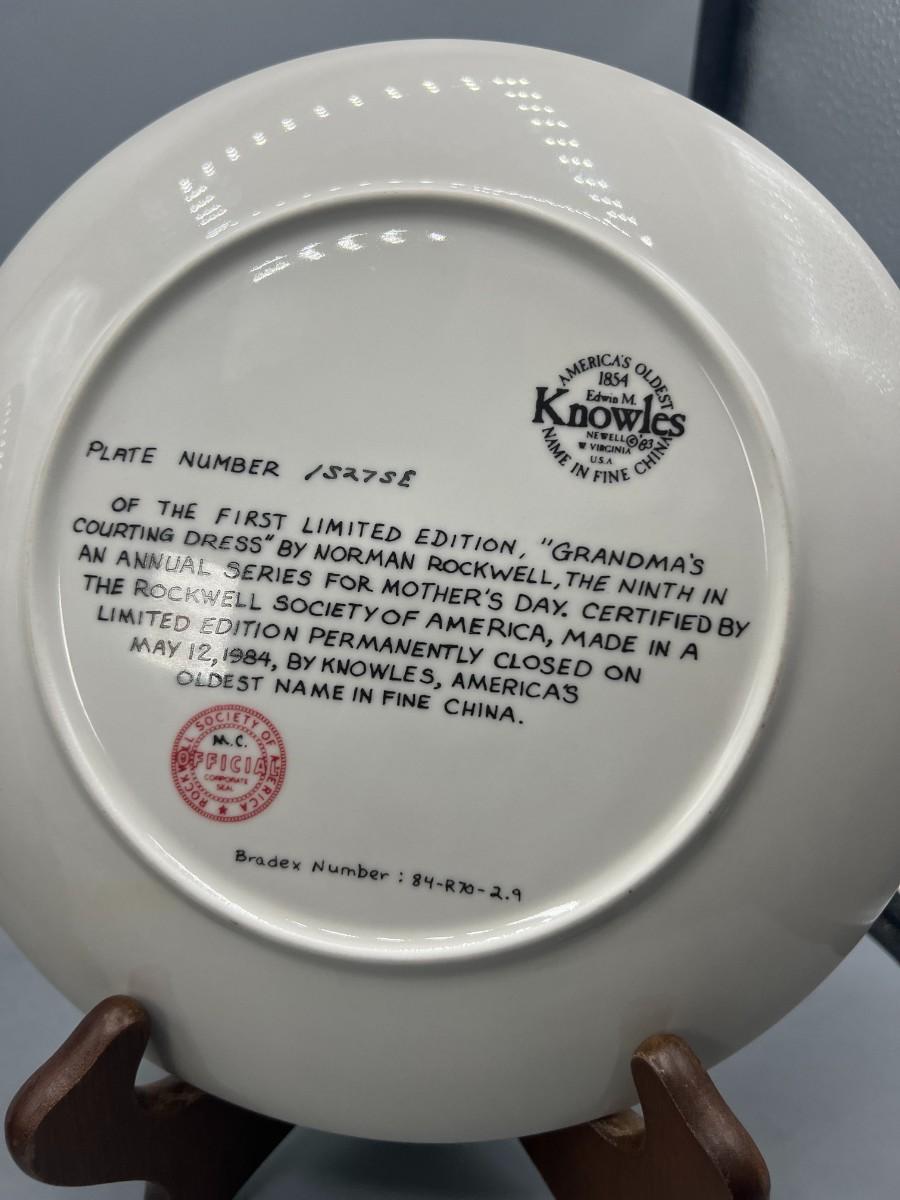 AMERICA'S OLDEST
1854
Edwin M.
Knowles
NEWELL © '83
W VIRGINIA
U.S.A
NAME IN FINE CHINA
PLATE NUMBER 1527SE
OF THE FIRST LIMITED EDITION, "GRANDMA'S
COURTING DRESS" BY NORMAN ROCKWELL, THE NINTH IN
AN ANNUAL SERIES FOR MOTHER'S DAY. CERTIFIED BY
THE ROCKWELL SOCIETY OF AMERICA, MADE IN A
LIMITED EDITION PERMANENTLY CLOSED ON
MAY 12, 1984, BY KNOWLES, AMERICA'S
OLDEST NAME IN FINE CHINA.
ROCKWELL SOCIETY OF AMERICA
M.C.
OFFICIAL
CORPORATE
SEAL
Bradex Number : 84-R70-2.9